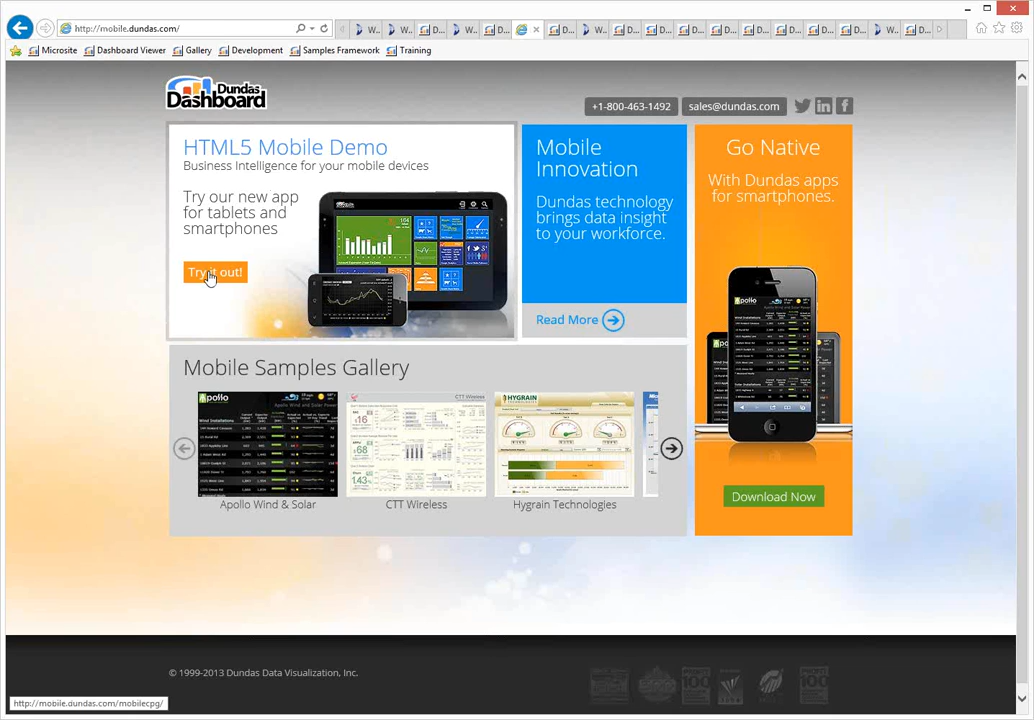 http://mobile.dundas.com/
W...
W...
D...
W...
D...
D...
W...
D...
D...
D...
D...
D...
D...
D...
D...
W...
D...
Microsite
Dashboard Viewer
Gallery
Development
Samples Framework
Training
Dundas
Dashboard
+1-800-463-1492
sales@dundas.com
HTML5 Mobile Demo
Business Intelligence for your mobile devices
Try our new app
for tablets and
smartphones
Try it out!
Mobile
Innovation
Dundas technology
brings data insight
to your workforce.
Read More
Go Native
With Dundas apps
for smartphones.
Download Now
Mobile Samples Gallery
Apollo
CTT Wireless
HYGRAIN
Apollo Wind & Solar
CTT Wireless
Hygrain Technologies
© 1999-2013 Dundas Data Visualization, Inc.
http://mobile.dundas.com/mobilecpg/